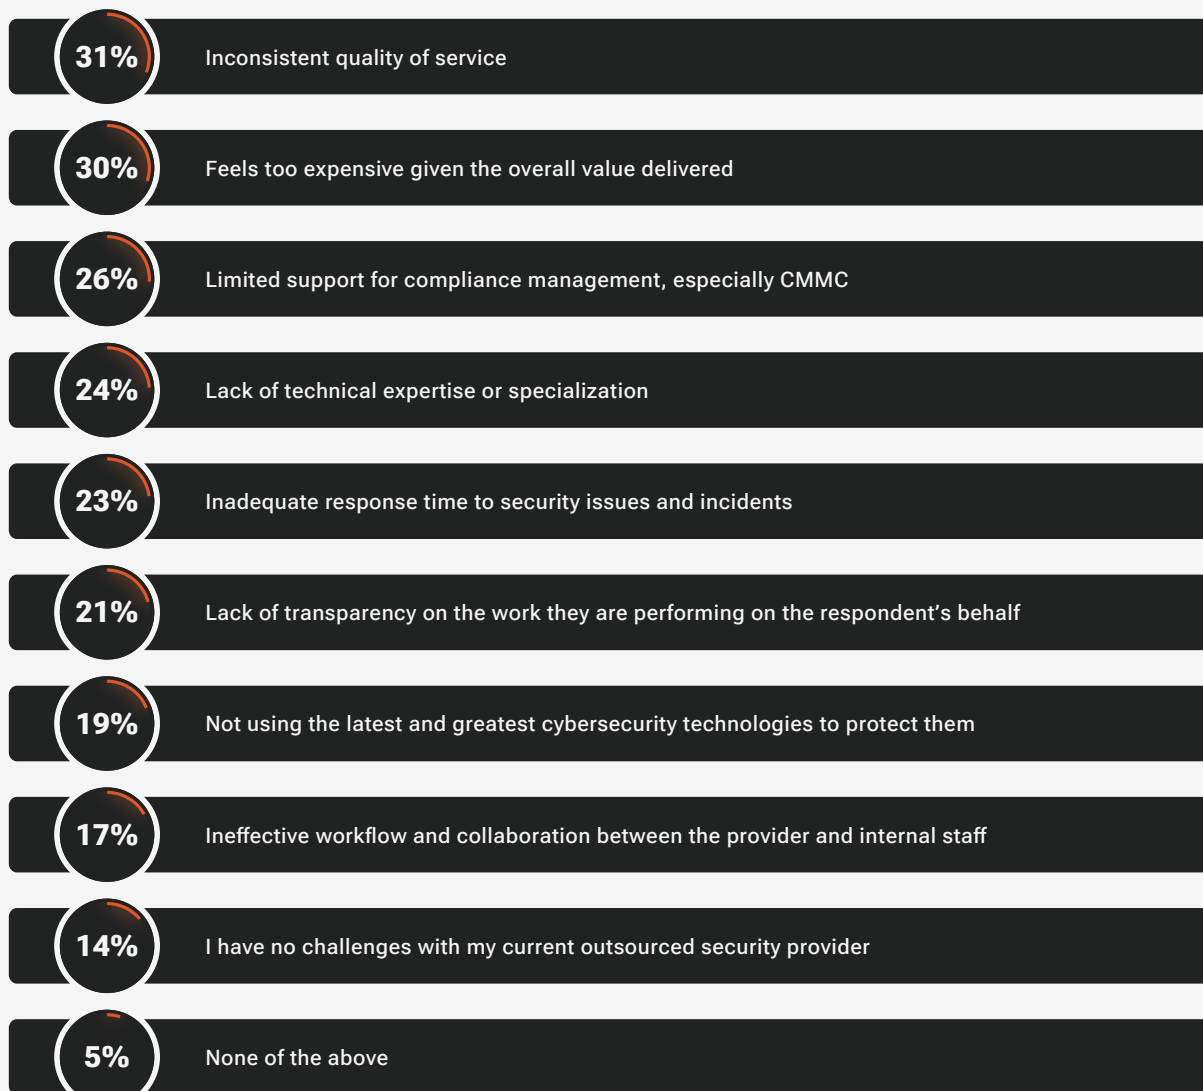 31% Inconsistent quality of service
30% Feels too expensive given the overall value delivered
26% Limited support for compliance management, especially CMMC
24% Lack of technical expertise or specialization
23% Inadequate response time to security issues and incidents
21% Lack of transparency on the work they are performing on the respondent’s behalf
19% Not using the latest and greatest cybersecurity technologies to protect them
17% Ineffective workflow and collaboration between the provider and internal staff
14% I have no challenges with my current outsourced security provider
5% None of the above